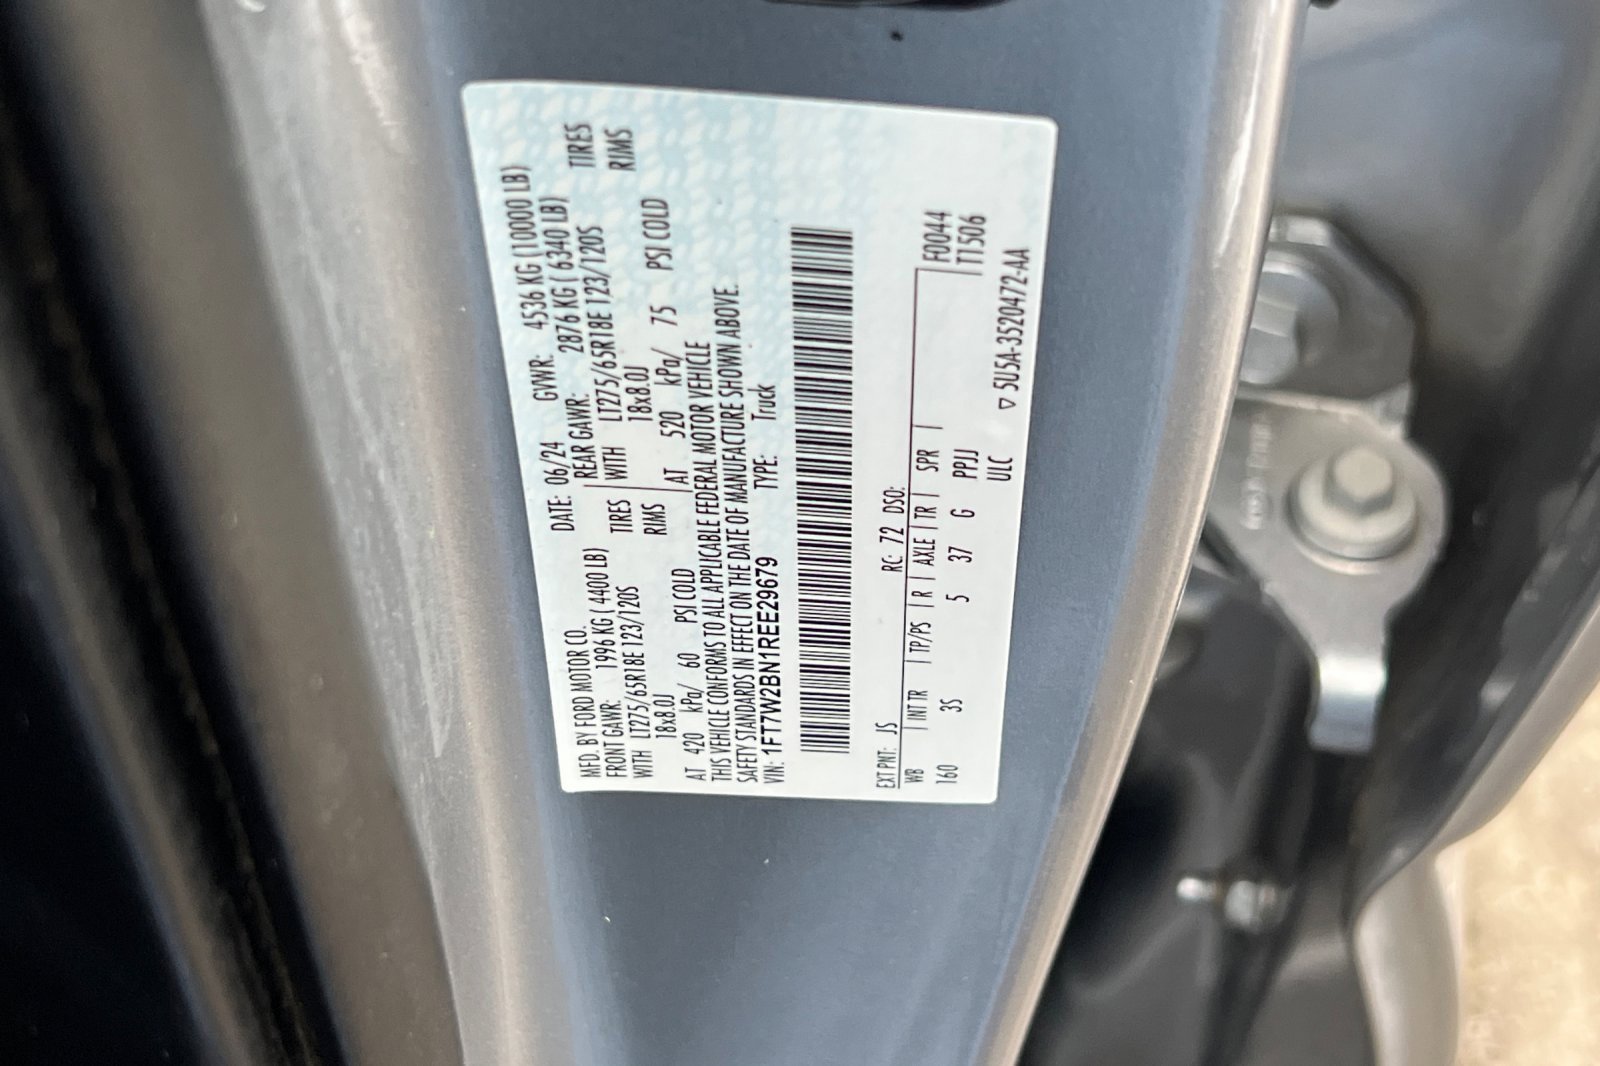 MFD. BY FORD MOTOR CO.
DATE: 06/24 GVWR: 4536 KG (10000 LB)
FRONT GAWR: 1996 KG ( 4400 LB) REAR GAWR: 2876 KG ( 6340 LB)
WITH LT275/65R18E 123/120S TIRES WITH LT275/65R18E 123/120S TIRES
18x8.0J RIMS 18x8.0J RIMS
AT 420 kPa/ 60 PSI COLD AT 520 kPa/ 75 PSI COLD
THIS VEHICLE CONFORMS TO ALL APPLICABLE FEDERAL MOTOR VEHICLE
SAFETY STANDARDS IN EFFECT ON THE DATE OF MANUFACTURE SHOWN ABOVE.
VIN: 1FT7W2BN1REE29679 TYPE: Truck
EXT PNT: JS RC: 72 DSO:
WB INT TR TP/PS R AXLE TR SPR F0044
160 3S 5 37 G PPJJ T1506
ULC
▽ 5U5A-3520472-AA